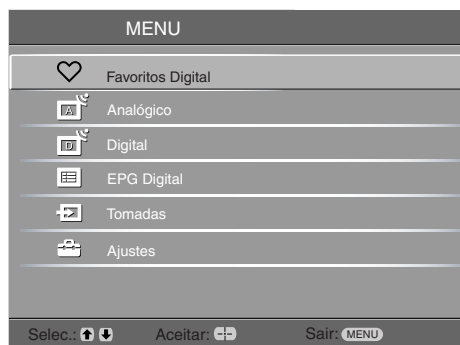 MENU
Favoritos Digital
A Analógico
D Digital
EPG Digital
Tomadas
Ajustes
Selec.: Aceitar: Sair: MENU